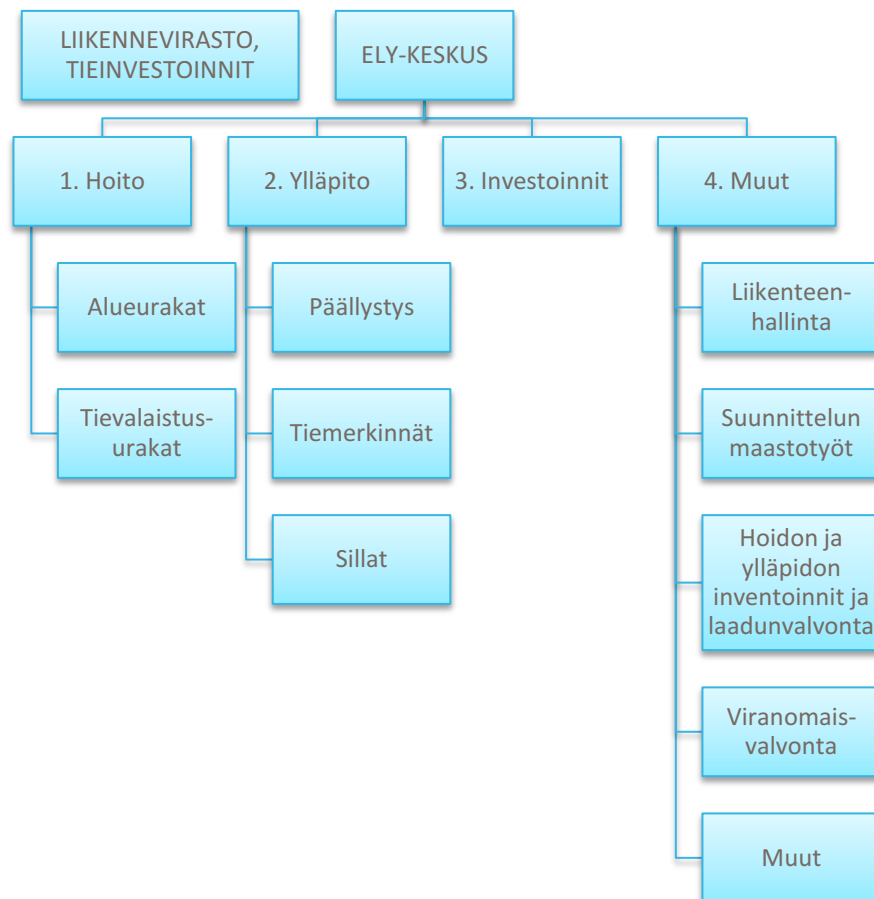 LIIKENNEVIRASTO,
TIEINVESTOINNIT
ELY-KESKUS
1. Hoito
2. Ylläpito
3. Investoinnit
4. Muut
Alueurakat
Tievalaistus-
urakat
Päällystys
Tiemerkinnät
Sillat
Liikenteen-
hallinta
Suunnittelun
maastotyöt
Hoidon ja
ylläpidon
inventoinnit ja
laadunvalvonta
Viranomais-
valvonta
Muut